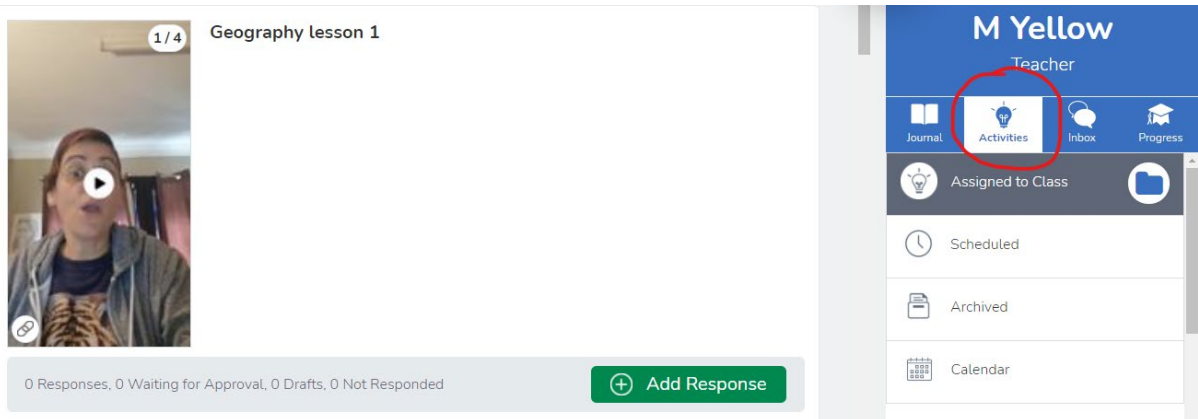 1/4
Geography lesson 1
0 Responses, 0 Waiting for Approval, 0 Drafts, 0 Not Responded
Add Response
M Yellow
Teacher
Journal
Activities
Inbox
Progress
Assigned to Class
Scheduled
Archived
Calendar